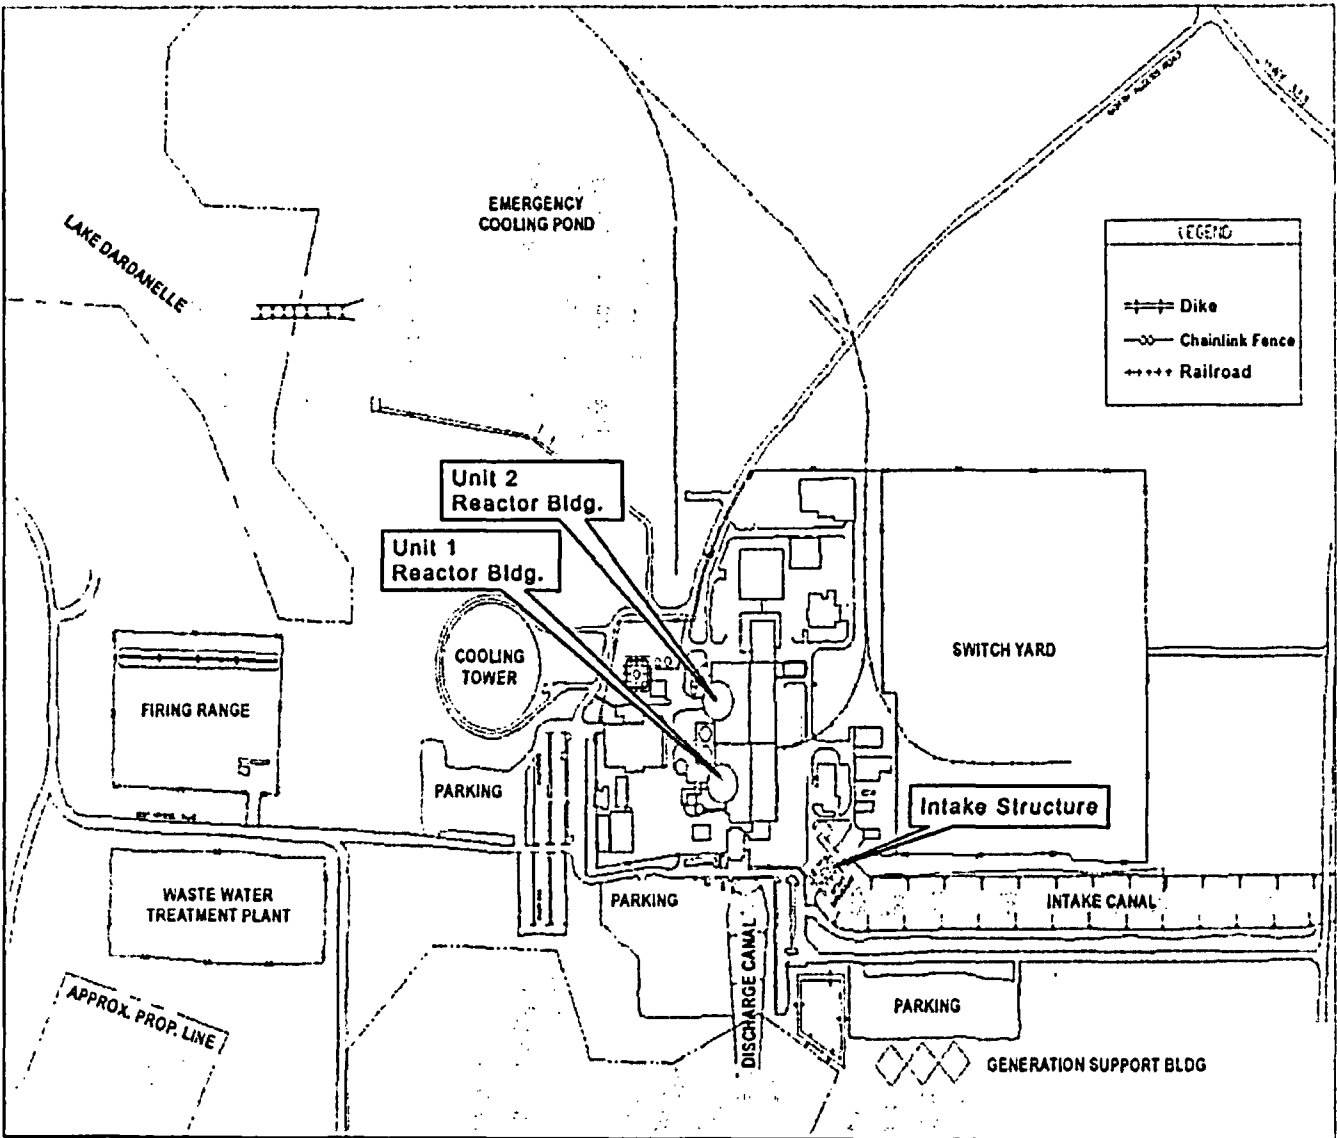 HWY 333
EMERGENCY
COOLING POND
LAKE DARDANELLE
LEGEND
Dike
Chainlink Fence
Railroad
Unit 2
Reactor Bldg.
Unit 1
Reactor Bldg.
COOLING
TOWER
SWITCH YARD
FIRING RANGE
PARKING
Intake Structure
WASTE WATER
TREATMENT PLANT
PARKING
INTAKE CANAL
DISCHARGE CANAL
APPROX. PROP. LINE
PARKING
GENERATION SUPPORT BLDG